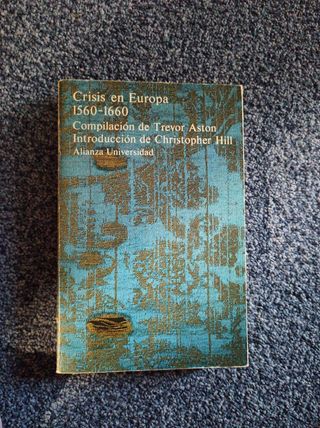 Crisis en Europa
1560-1660
Compilación de Trevor Aston
Introducción de Christopher Hill
Alianza Universidad